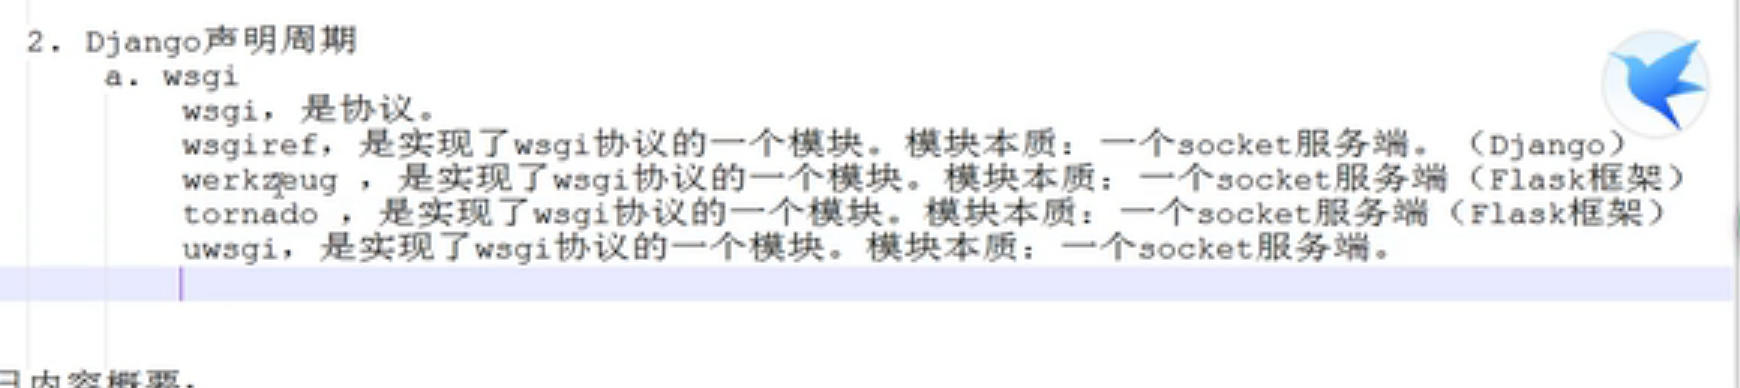 2. Django声明周期
a. wsgi
wsgi, 是协议。
wsgiref, 是实现了wsgi协议的一个模块。模块本质: 一个socket服务端。（Django）
werkzeug , 是实现了wsgi协议的一个模块。模块本质: 一个socket服务端（Flask框架）
tornado , 是实现了wsgi协议的一个模块。模块本质: 一个socket服务端（Flask框架）
uwsgi, 是实现了wsgi协议的一个模块。模块本质: 一个socket服务端。
日内容概要: